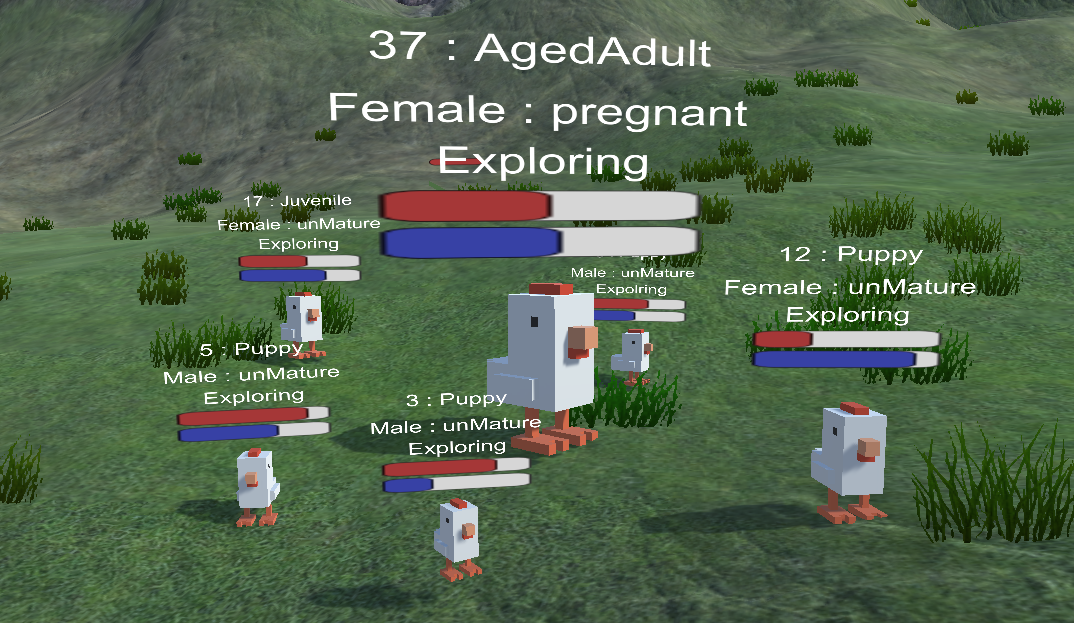 37 : AgedAdult
Female : pregnant
Exploring
17 : Juvenile
Female : unMature
Exploring
Male : unMature
Expolring
12 : Puppy
Female : unMature
Exploring
5 : Puppy
Male : unMature
Exploring
3 : Puppy
Male : unMature
Exploring